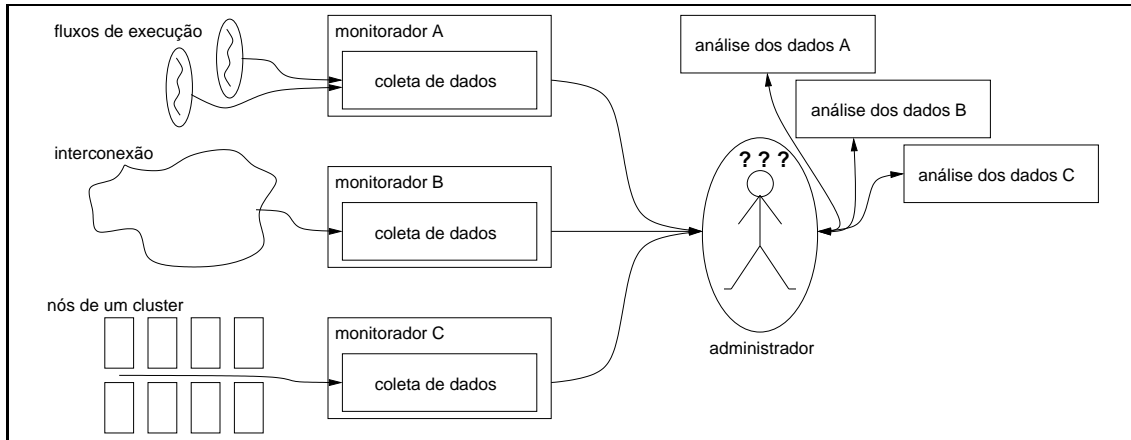 fluxos de execução
monitorador A
coleta de dados
análise dos dados A
análise dos dados B
análise dos dados C
interconexão
monitorador B
coleta de dados
? ? ?
nós de um cluster
monitorador C
coleta de dados
administrador